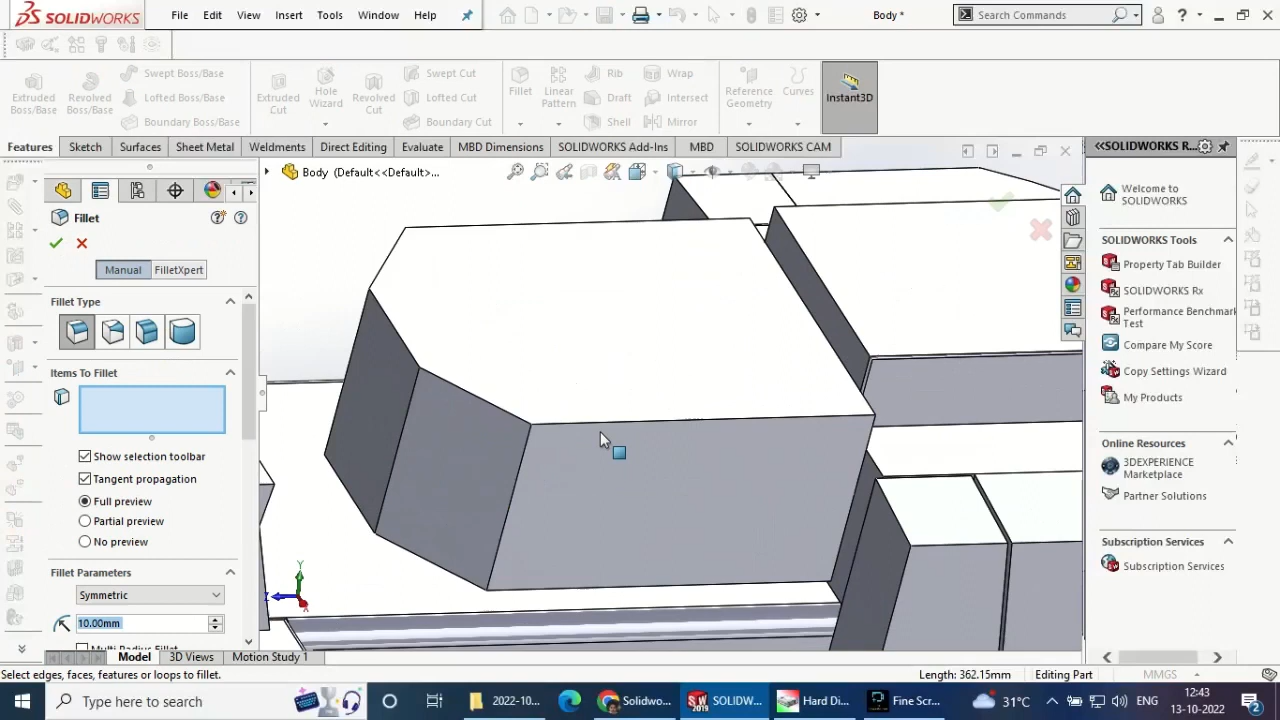 SOLIDWORKS
File
Edit
View
Insert
Tools
Window
Help
Body *
Search Commands
Extruded Boss/Base
Revolved Boss/Base
Swept Boss/Base
Lofted Boss/Base
Boundary Boss/Base
Extruded Cut
Hole Wizard
Revolved Cut
Swept Cut
Lofted Cut
Boundary Cut
Fillet
Linear Pattern
Rib
Draft
Shell
Wrap
Intersect
Mirror
Reference Geometry
Curves
Instant3D
Features
Sketch
Surfaces
Sheet Metal
Weldments
Direct Editing
Evaluate
MBD Dimensions
SOLIDWORKS Add-Ins
MBD
SOLIDWORKS CAM
Body (Default<<Default>...
Fillet
Manual
FilletXpert
Fillet Type
Items To Fillet
Show selection toolbar
Tangent propagation
Full preview
Partial preview
No preview
Fillet Parameters
Symmetric
10.00mm
Multi Radius Fillet
Y
Z
X
SOLIDWORKS R...
Welcome to SOLIDWORKS
SOLIDWORKS Tools
Property Tab Builder
SOLIDWORKS Rx
Performance Benchmark Test
Compare My Score
Copy Settings Wizard
My Products
Online Resources
3DEXPERIENCE Marketplace
Partner Solutions
Subscription Services
Subscription Services
Model
3D Views
Motion Study 1
Select edges, faces, features or loops to fillet.
Length: 362.15mm
Editing Part
MMGS
Type here to search
2022-10...
Solidwo...
SOLIDW...
Hard Di...
Fine Scr...
31°C
ENG
12:43
13-10-2022
2